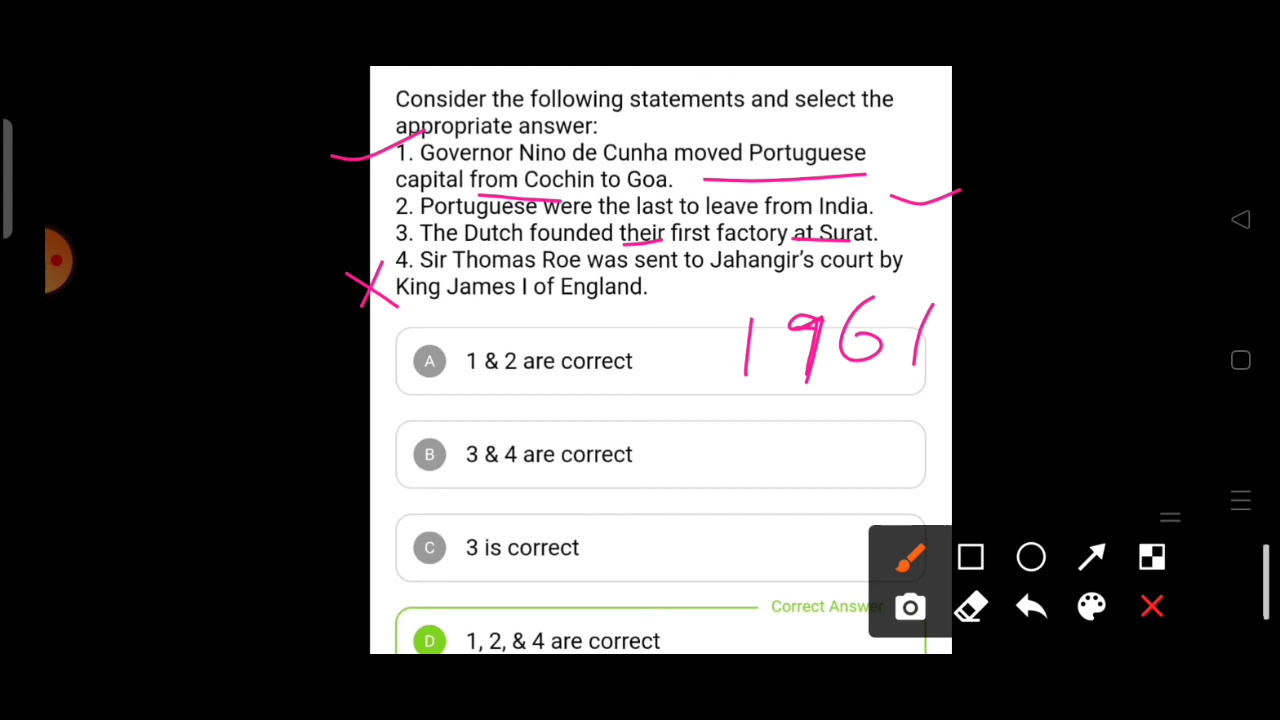 Consider the following statements and select the
appropriate answer:
1. Governor Nino de Cunha moved Portuguese
capital from Cochin to Goa.
2. Portuguese were the last to leave from India.
3. The Dutch founded their first factory at Surat.
4. Sir Thomas Roe was sent to Jahangir's court by
King James I of England.
1961
A 1 & 2 are correct
B 3 & 4 are correct
C 3 is correct
Correct Answer
D 1, 2, & 4 are correct